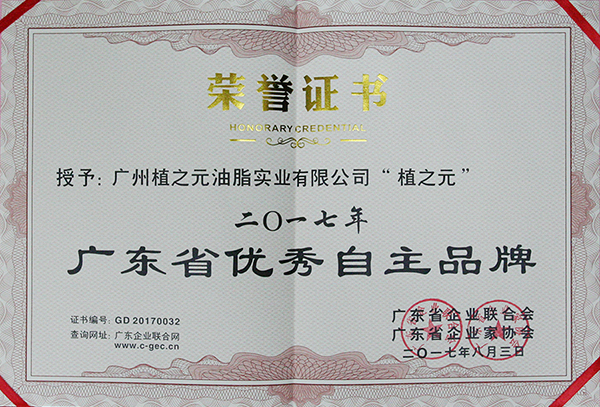 荣誉证书
HONORARY CREDENTIAL
授予：广州植之元油脂实业有限公司“植之元”
二〇一七年
广东省优秀自主品牌
证书编号：GD 20170032
查询网址：广东企业联合网
www.c-gec.cn
广东省企业联合会
广东省企业家协会
二〇一七年八月三日